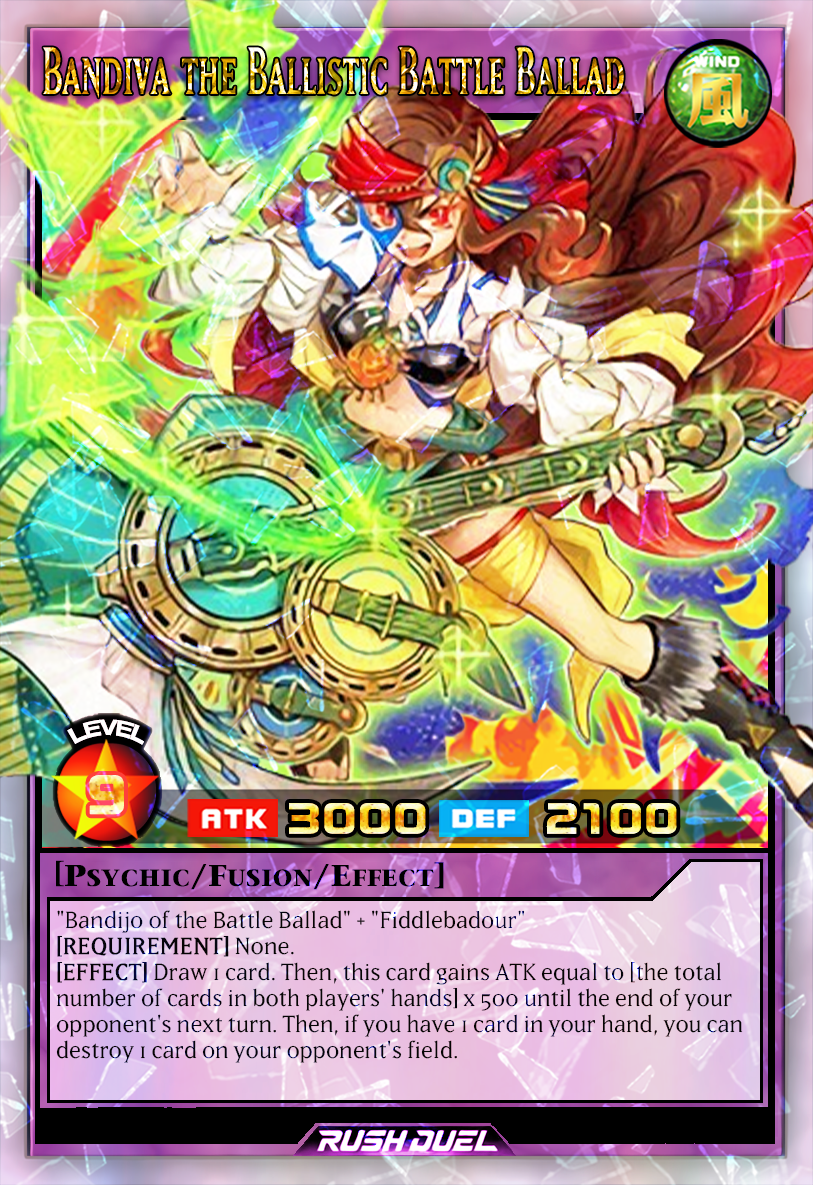 Bandiva the Ballistic Battle Ballad
WIND
風
LEVEL
9
ATK 3000 DEF 2100
[Psychic/Fusion/Effect]
"Bandijo of the Battle Ballad" + "Fiddlebadour"
[REQUIREMENT] None.
[EFFECT] Draw 1 card. Then, this card gains ATK equal to [the total
number of cards in both players' hands] x 500 until the end of your
opponent's next turn. Then, if you have 1 card in your hand, you can
destroy 1 card on your opponent's field.
RUSH DUEL